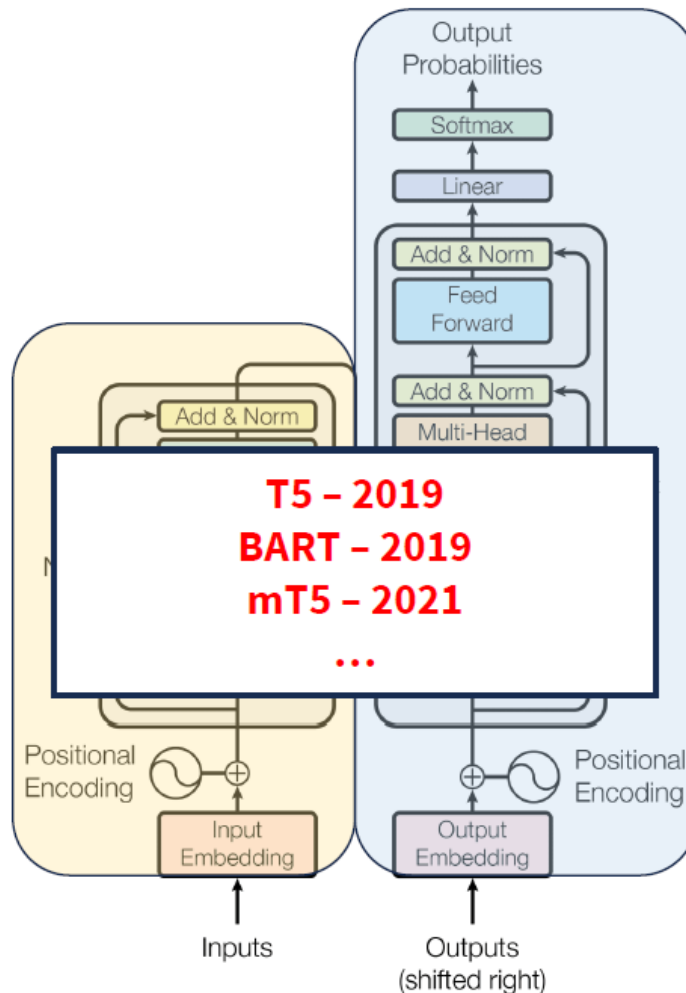 Output
Probabilities
Softmax
Linear
Add & Norm
Feed
Forward
Add & Norm
Multi-Head
Add & Norm
T5 – 2019
BART – 2019
mT5 – 2021
...
Positional
Encoding
Positional
Encoding
Input
Embedding
Output
Embedding
Inputs
Outputs
(shifted right)